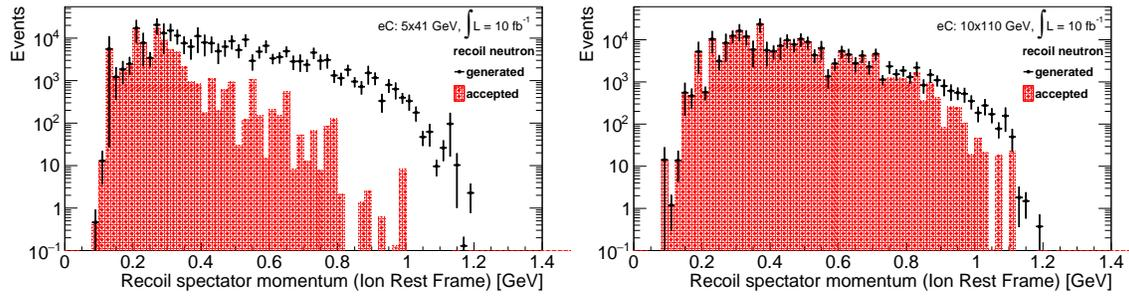 Events
10⁴
10³
10²
10
1
10⁻¹
eC: 5x41 GeV, ∫L = 10 fb⁻¹
recoil neutron
generated
accepted
0 0.2 0.4 0.6 0.8 1 1.2 1.4
Recoil spectator momentum (Ion Rest Frame) [GeV]
Events
10⁴
10³
10²
10
1
10⁻¹
eC: 10x110 GeV, ∫L = 10 fb⁻¹
recoil neutron
generated
accepted
0 0.2 0.4 0.6 0.8 1 1.2 1.4
Recoil spectator momentum (Ion Rest Frame) [GeV]